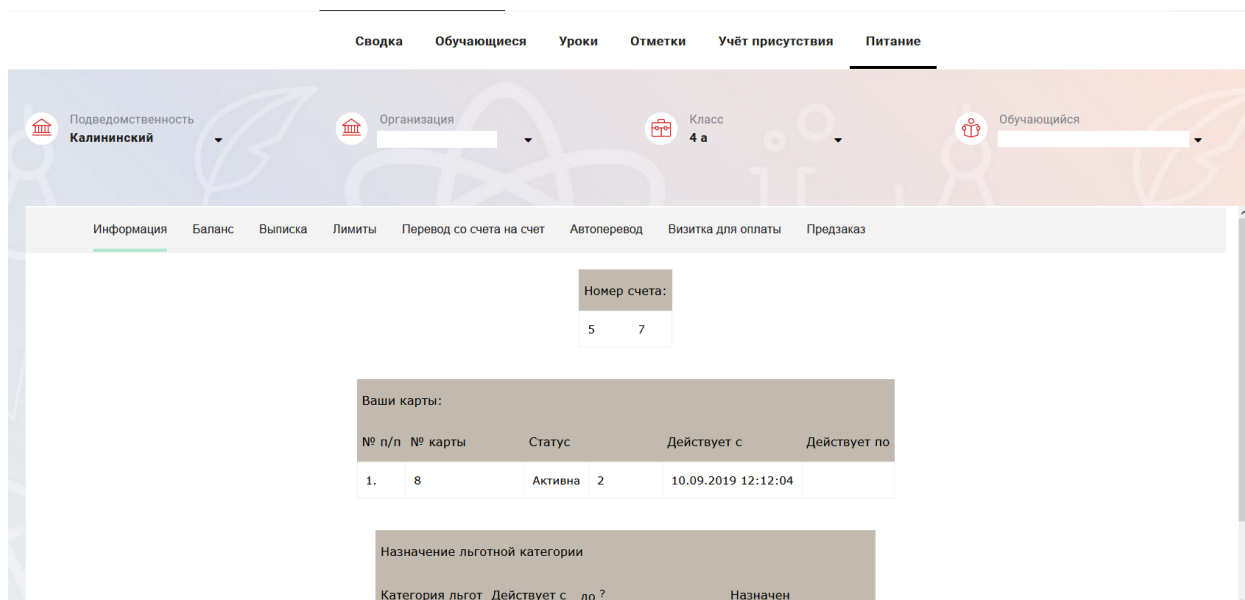 Сводка Обучающиеся Уроки Отметки Учёт присутствия Питание
Подведомственность Организация Класс Обучающийся
Калининский 4 а
Информация Баланс Выписка Лимиты Перевод со счета на счет Автоперевод Визитка для оплаты Предзаказ
Номер счета:
5 7
Ваши карты:
№ п/п № карты Статус Действует с Действует по
1. 8 Активна 2 10.09.2019 12:12:04
Назначение льготной категории
Категория льгот Действует с до ? Назначен